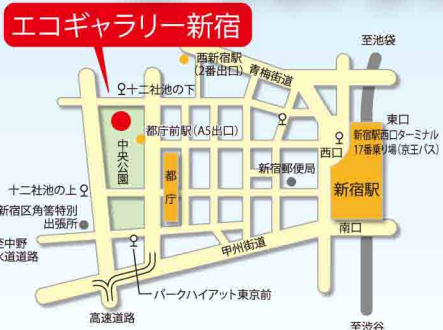 エコギャラリー新宿
至池袋
西新宿駅
(2番出口)
青梅街道
十二社池の下
東口
新宿駅西口ターミナル
17番乗り場(京王バス)
都庁前駅(A5出口)
西口
中央公園
新宿郵便局
都庁
新宿駅
十二社池の上
新宿区角筈特別
出張所
南口
至中野
水道道路
甲州街道
パークハイアット東京前
高速道路
至渋谷